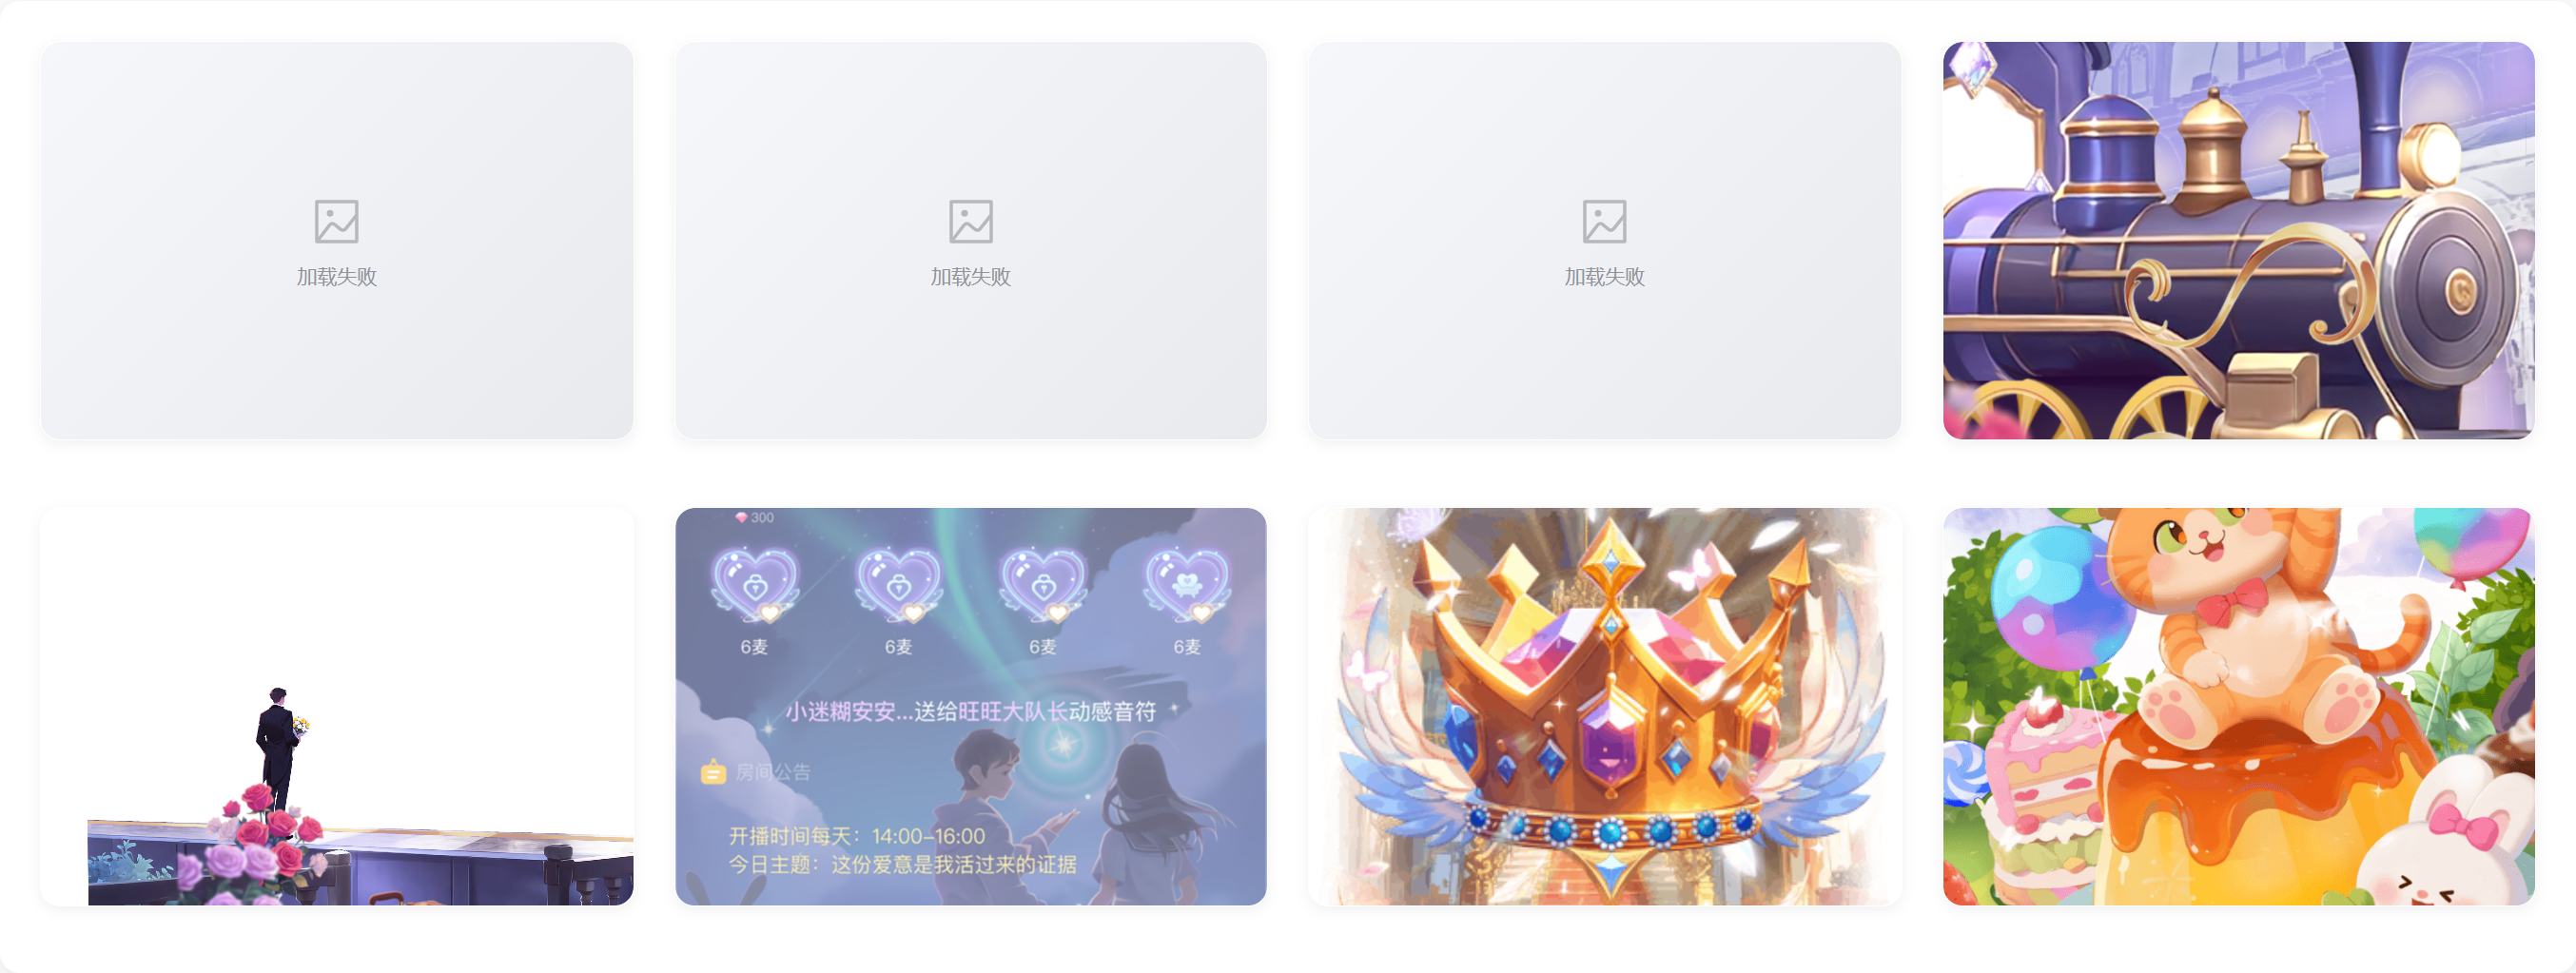 加载失败
加载失败
加载失败
300
6麦
6麦
6麦
6麦
小迷糊安安...送给旺旺大队长动感音符
房间公告
开播时间每天：14:00-16:00
今日主题：这份爱意是我活过来的证据